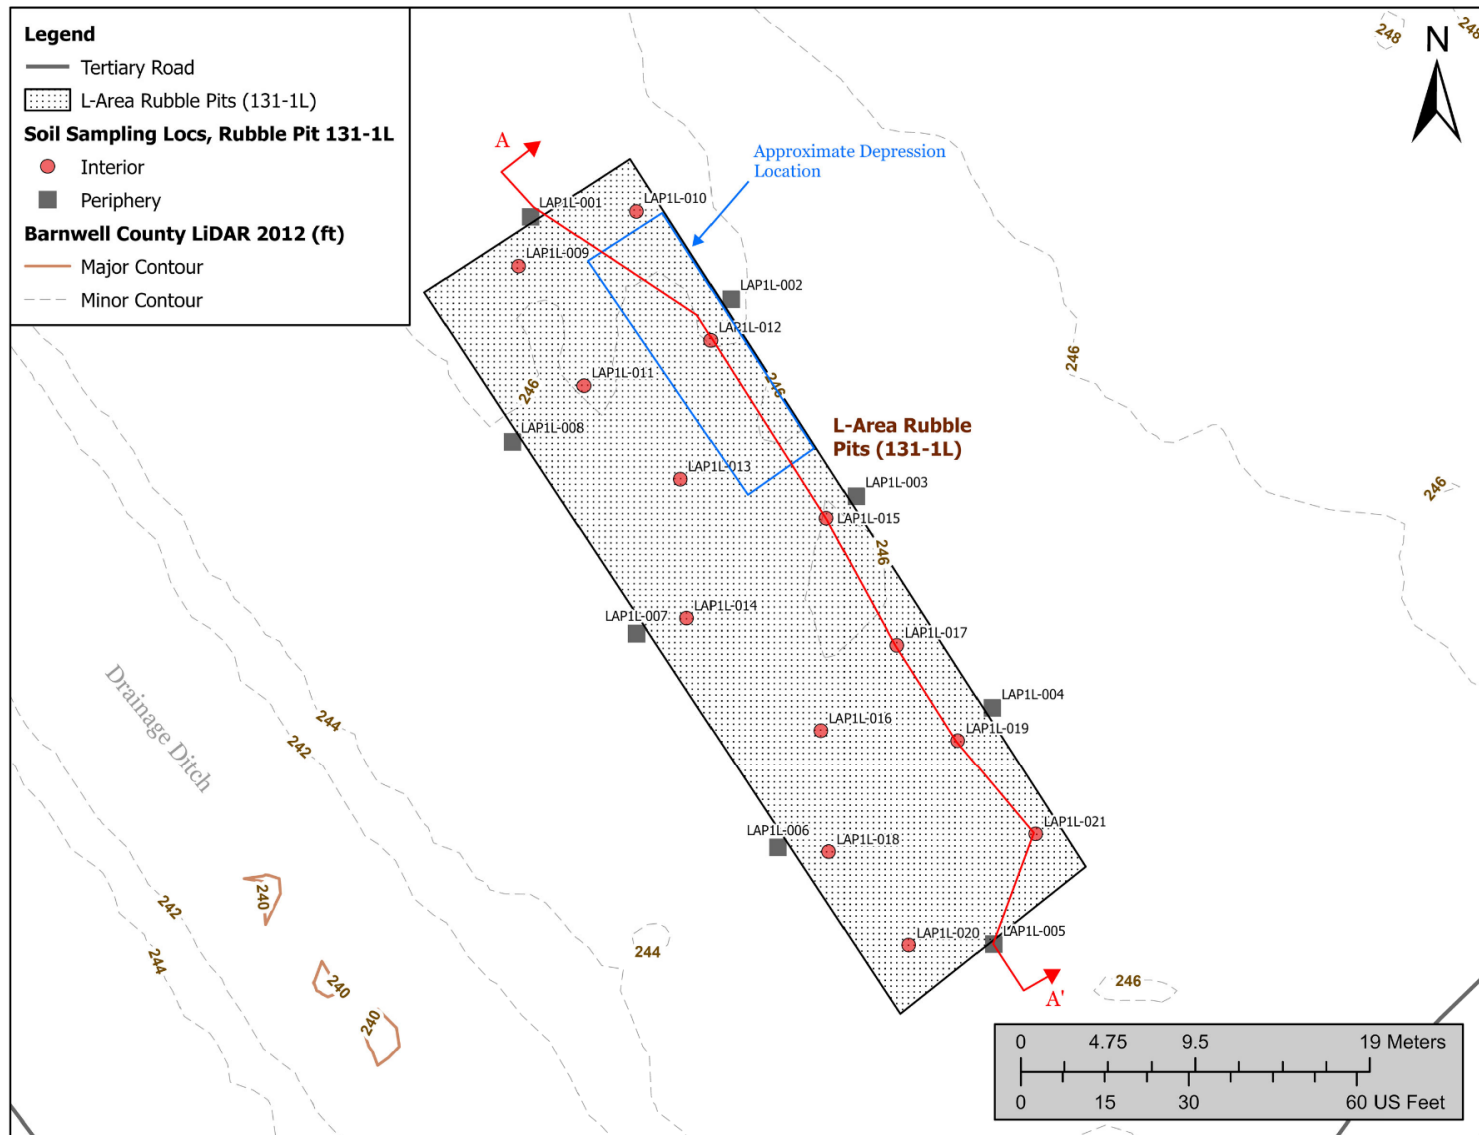 Legend
Tertiary Road
L-Area Rubble Pits (131-1L)
Soil Sampling Locs, Rubble Pit 131-1L
Interior
Periphery
Barnwell County LiDAR 2012 (ft)
Major Contour
Minor Contour
248
248
N
A
Approximate Depression
Location
LAP1L-001
LAP1L-010
LAP1L-009
LAP1L-002
LAP1L-012
246
246
LAP1L-011
246
L-Area Rubble
Pits (131-1L)
LAP1L-008
LAP1L-013
LAP1L-003
246
LAP1L-015
246
LAP1L-014
LAP1L-007
LAP1L-017
Drainage Ditch
244
242
LAP1L-004
LAP1L-016
LAP1L-019
LAP1L-006
LAP1L-018
LAP1L-021
240
242
244
LAP1L-020
LAP1L-005
244
240
246
A'
240
0 4.75 9.5 19 Meters
0 15 30 60 US Feet